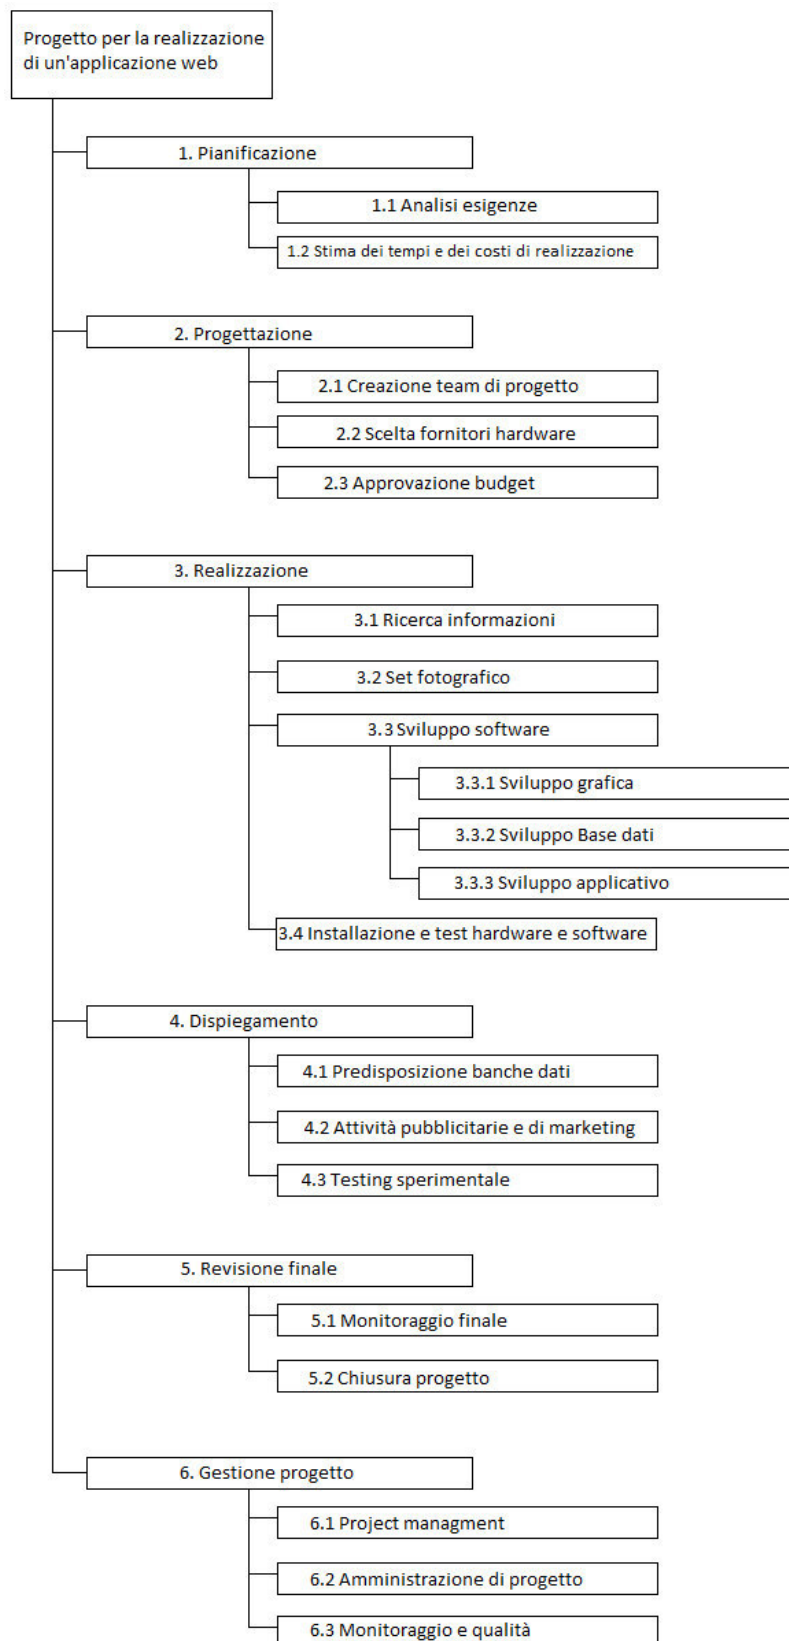 Progetto per la realizzazione
di un'applicazione web
1. Pianificazione
1.1 Analisi esigenze
1.2 Stima dei tempi e dei costi di realizzazione
2. Progettazione
2.1 Creazione team di progetto
2.2 Scelta fornitori hardware
2.3 Approvazione budget
3. Realizzazione
3.1 Ricerca informazioni
3.2 Set fotografico
3.3 Sviluppo software
3.3.1 Sviluppo grafica
3.3.2 Sviluppo Base dati
3.3.3 Sviluppo applicativo
3.4 Installazione e test hardware e software
4. Dispiegamento
4.1 Predisposizione banche dati
4.2 Attività pubblicitarie e di marketing
4.3 Testing sperimentale
5. Revisione finale
5.1 Monitoraggio finale
5.2 Chiusura progetto
6. Gestione progetto
6.1 Project managment
6.2 Amministrazione di progetto
6.3 Monitoraggio e qualità